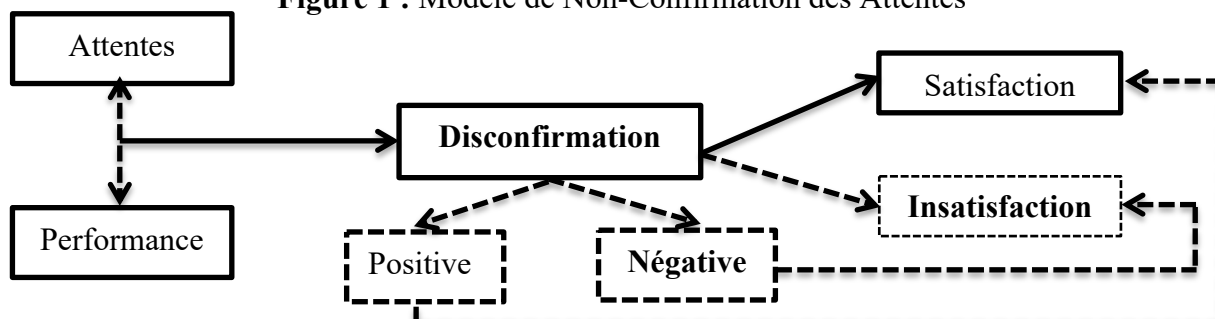 Figure 1 : Modèle de Non-Confirmation des Attentes
Attentes
Satisfaction
Disconfirmation
Insatisfaction
Performance
Positive
Négative